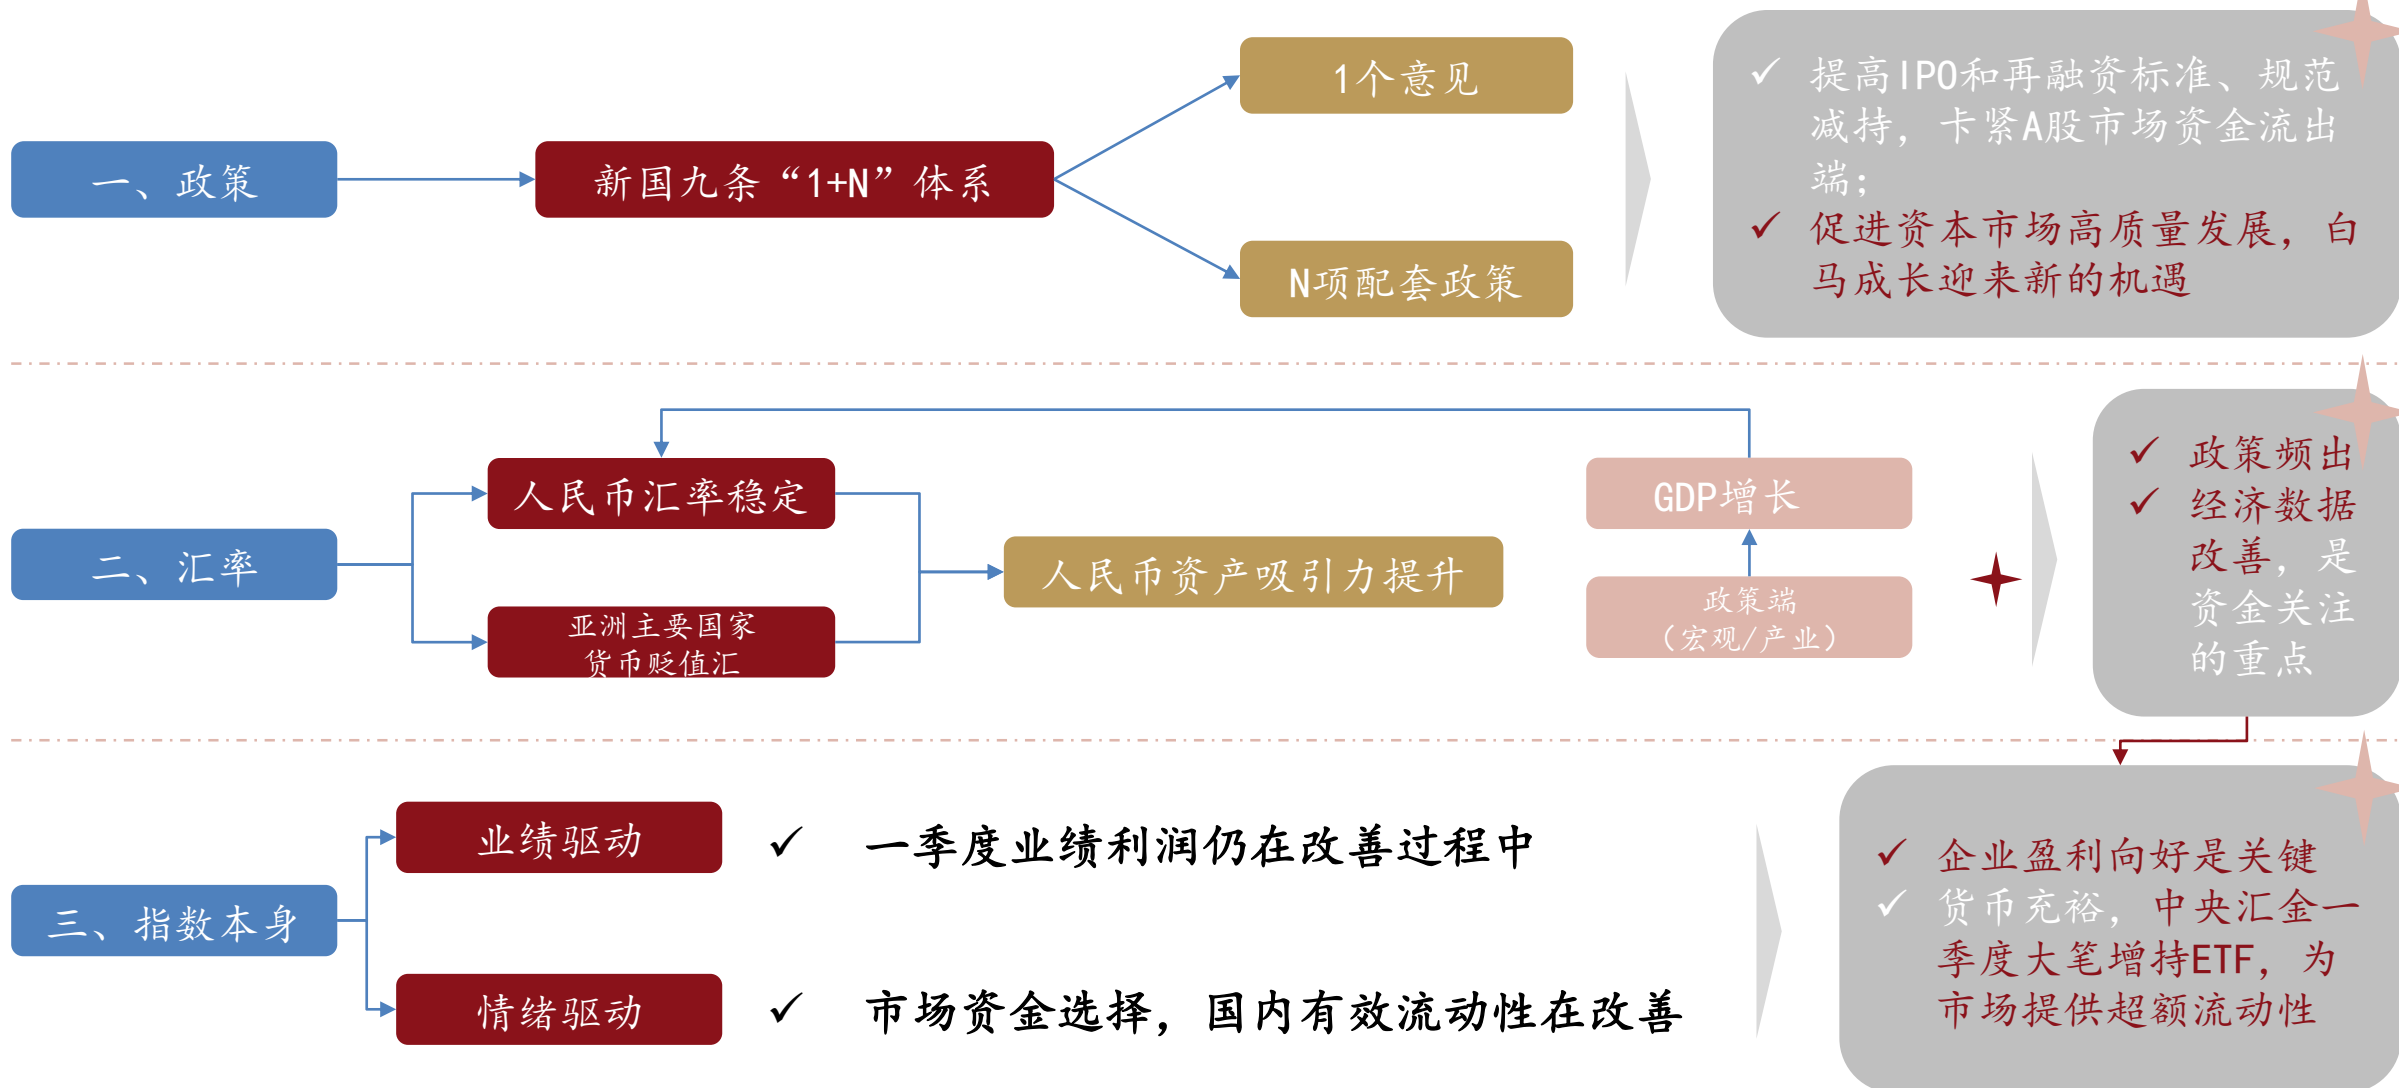 一、政策
新国九条“1+N”体系
1个意见
N项配套政策
✓ 提高IPO和再融资标准、规范
减持，卡紧A股市场资金流出
端；
✓ 促进资本市场高质量发展，白
马成长迎来新的机遇
二、汇率
人民币汇率稳定
亚洲主要国家
货币贬值汇
人民币资产吸引力提升
GDP增长
政策端
（宏观/产业）
✓ 政策频出
✓ 经济数据
改善，是
资金关注
的重点
三、指数本身
业绩驱动
✓ 一季度业绩利润仍在改善过程中
情绪驱动
✓ 市场资金选择，国内有效流动性在改善
✓ 企业盈利向好是关键
✓ 货币充裕，中央汇金一
季度大笔增持ETF，为
市场提供超额流动性